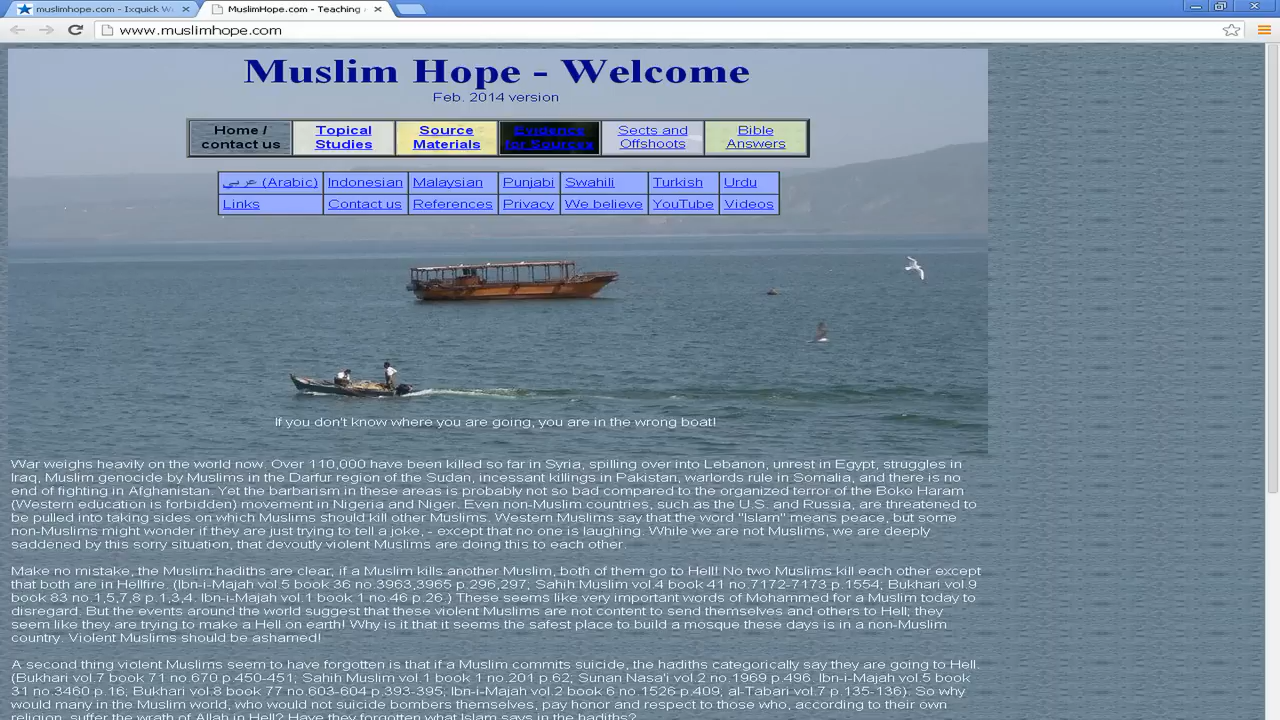 muslimhope.com - Ixquick W
MuslimHope.com - Teaching
www.muslimhope.com
Muslim Hope - Welcome
Feb. 2014 version
Home / contact us
Topical Studies
Source Materials
Evidence for Sources
Sects and Offshoots
Bible Answers
عربي (Arabic) Indonesian Malaysian Punjabi Swahili Turkish Urdu
Links Contact us References Privacy We believe YouTube Videos
If you don't know where you are going, you are in the wrong boat!
War weighs heavily on the world now. Over 110,000 have been killed so far in Syria, spilling over into Lebanon, unrest in Egypt, struggles in
Iraq, Muslim genocide by Muslims in the Darfur region of the Sudan, incessant killings in Pakistan, warlords rule in Somalia, and there is no
end of fighting in Afghanistan. Yet the barbarism in these areas is probably not so bad compared to the organized terror of the Boko Haram
(Western education is forbidden) movement in Nigeria and Niger. Even non-Muslim countries, such as the U.S. and Russia, are threatened to
be pulled into taking sides on which Muslims should kill other Muslims. Western Muslims say that the word "Islam" means peace, but some
non-Muslims might wonder if they are just trying to tell a joke, - except that no one is laughing. While we are not Muslims, we are deeply
saddened by this sorry situation, that devoutly violent Muslims are doing this to each other.
Make no mistake, the Muslim hadiths are clear, if a Muslim kills another Muslim, both of them go to Hell! No two Muslims kill each other except
that both are in Hellfire. (Ibn-i-Majah vol.5 book 36 no.3963,3965 p.296,297; Sahih Muslim vol.4 book 41 no.7172-7173 p.1554; Bukhari vol.9
book 83 no.1,5,7,8 p.1,3,4. Ibn-i-Majah vol.1 book 1 no.46 p.26.) These seems like very important words of Mohammed for a Muslim today to
disregard. But the events around the world suggest that these violent Muslims are not content to send themselves and others to Hell; they
seem like they are trying to make a Hell on earth! Why is it that it seems the safest place to build a mosque these days is in a non-Muslim
country. Violent Muslims should be ashamed!
A second thing violent Muslims seem to have forgotten is that if a Muslim commits suicide, the hadiths categorically say they are going to Hell.
(Bukhari vol.7 book 71 no 670 p.450-451; Sahih Muslim vol.1 book 1 no.201 p.62; Sunan Nasa'i vol.2 no.1969 p.496. Ibn-i-Majah vol.5 book
31 no.3460 p.16, Bukhari vol.8 book 77 no.603-604 p.393-395; Ibn-i-Majah vol.2 book 6 no.1526 p.409, al-Tabari vol.7 p.135-136). So why
would many in the Muslim world, who would not suicide bombers themselves, pay honor and respect to those who, according to their own
religion, suffer the wrath of Allah in Hell? Have they forgotten what Islam says in the hadiths?